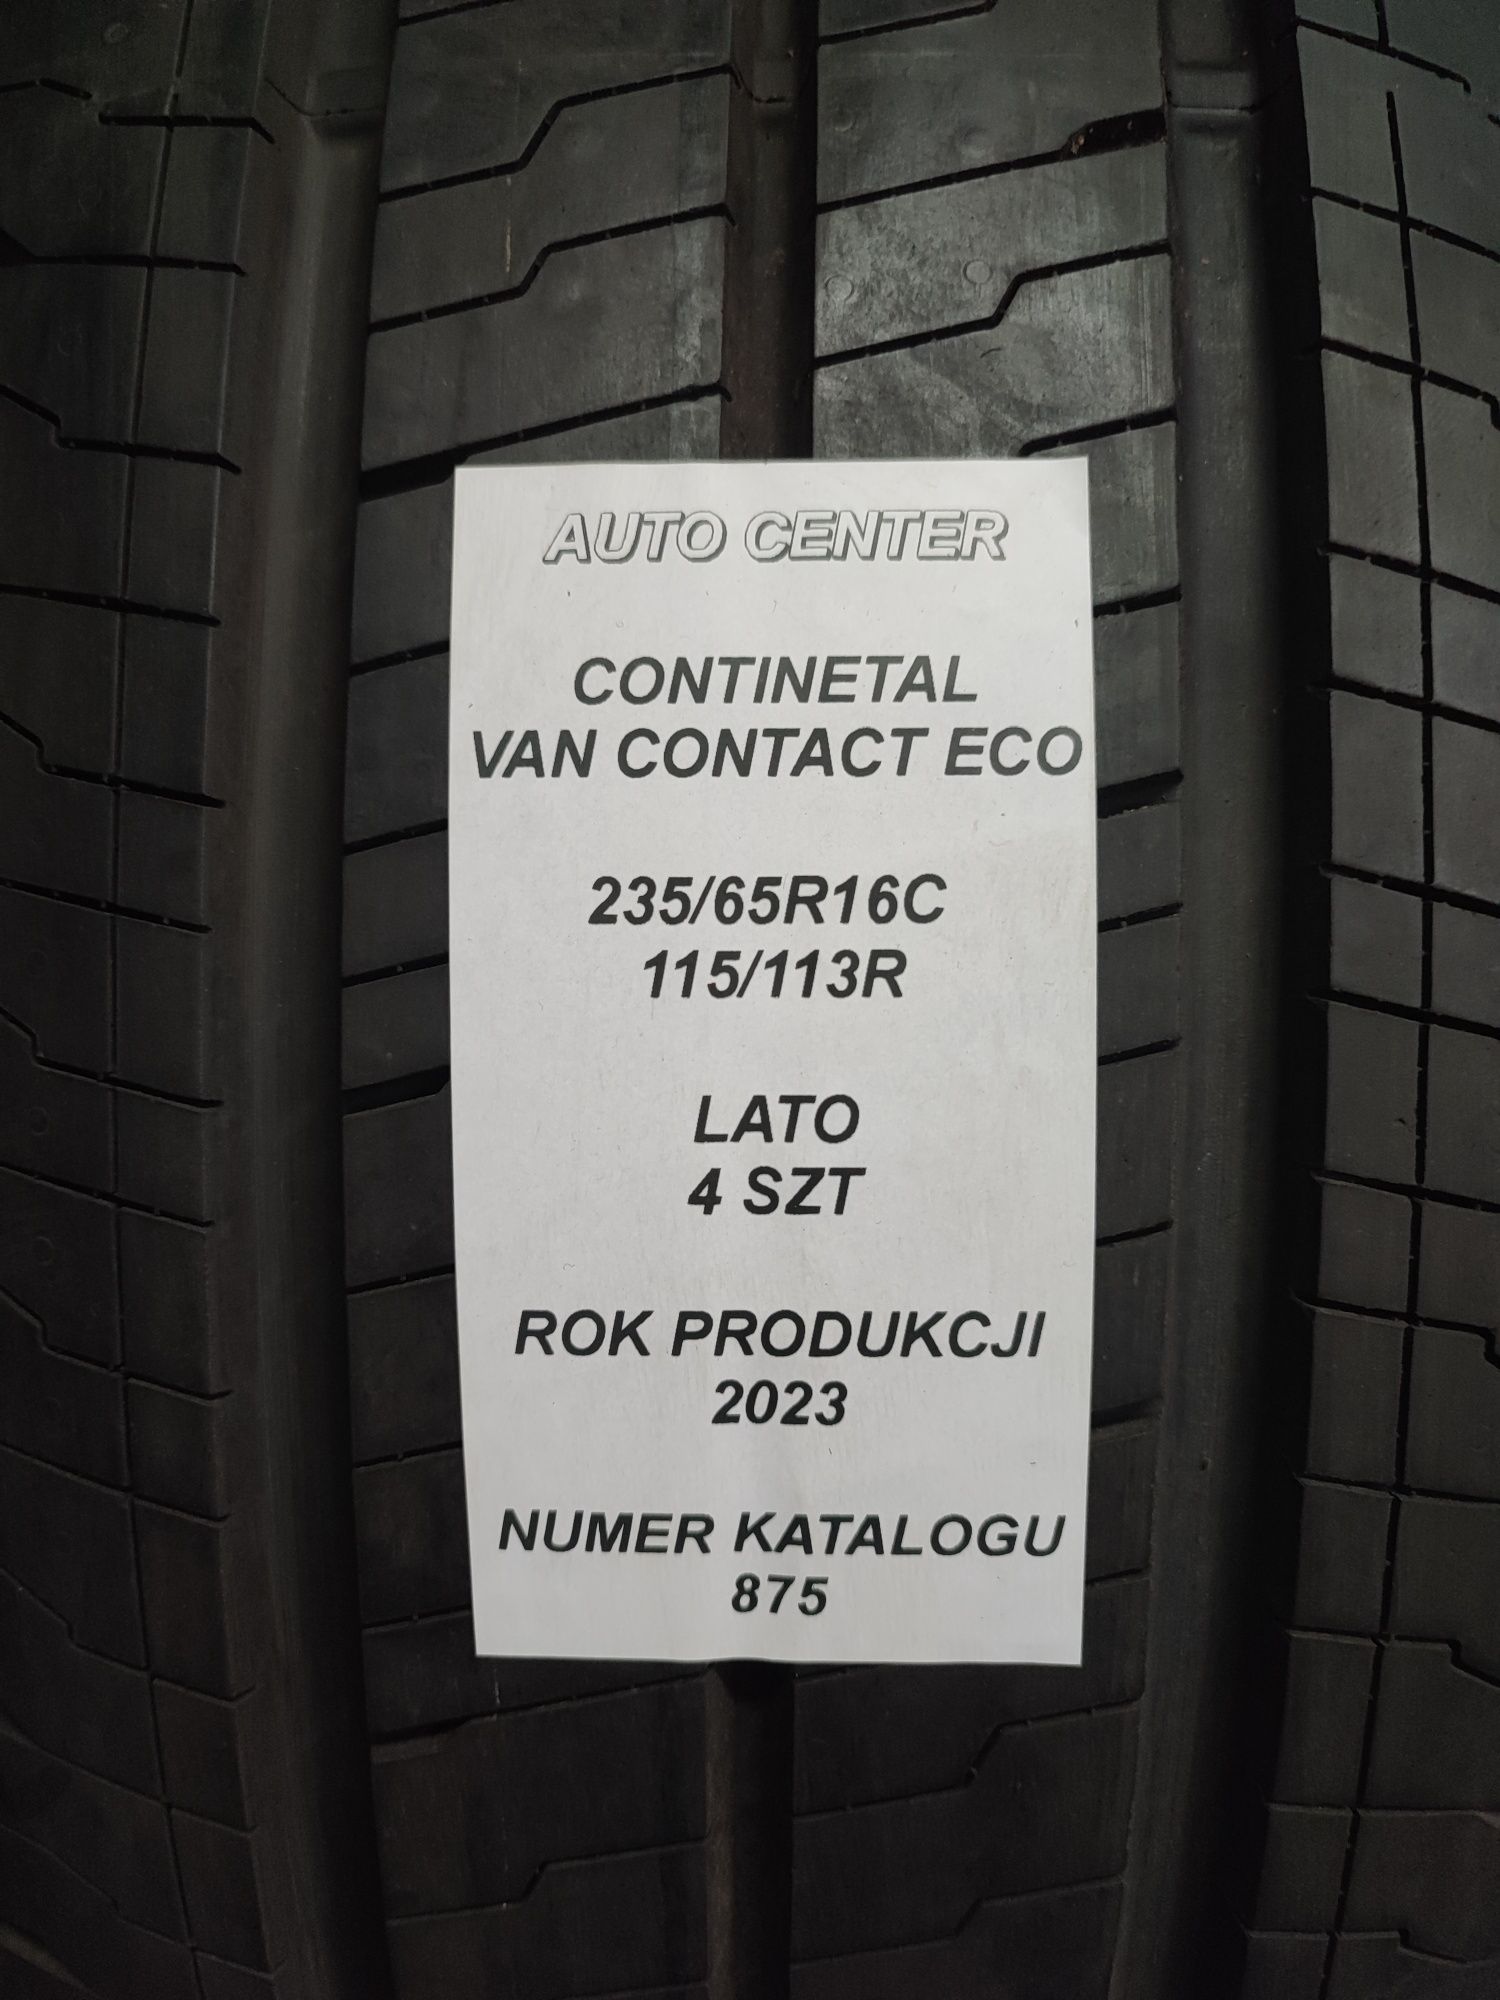 AUTO CENTER
CONTINETAL
VAN CONTACT ECO
235/65R16C
115/113R
LATO
4 SZT
ROK PRODUKCJI
2023
NUMER KATALOGU
875